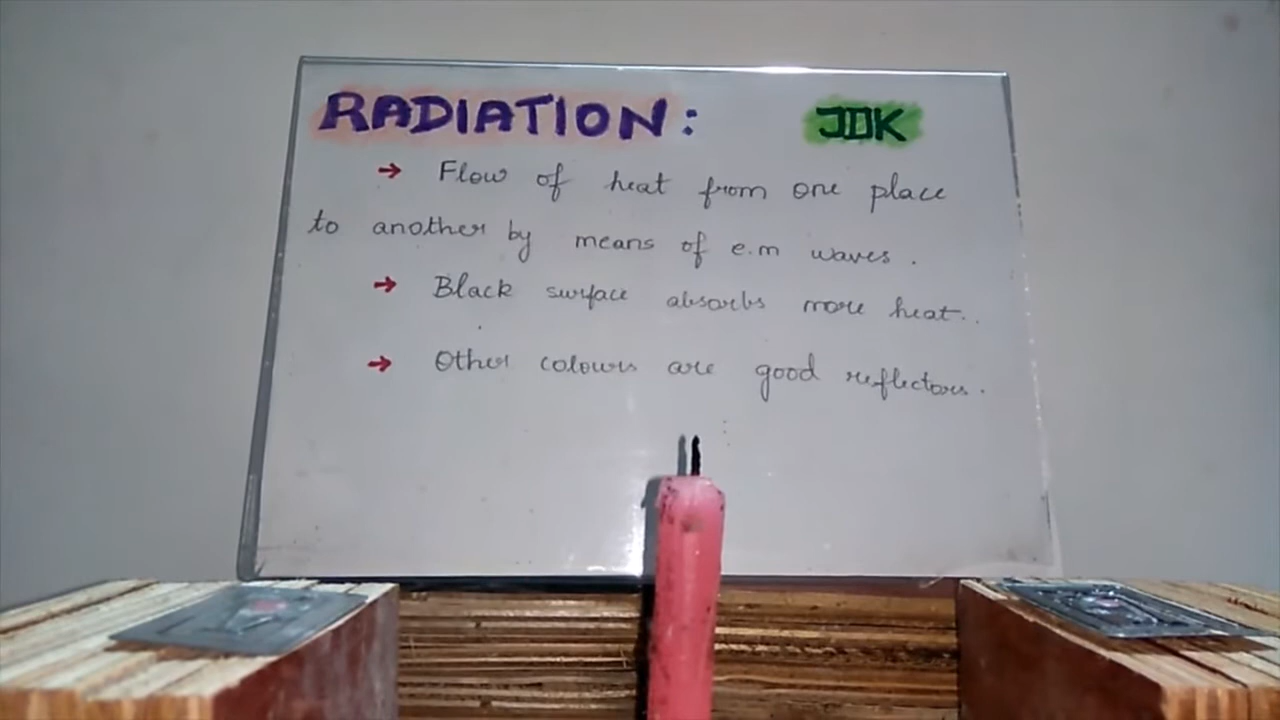 RADIATION: JDK
→ Flow of heat from one place
to another by means of e.m waves.
→ Black surface absorbs more heat..
→ Other colours are good reflectors.